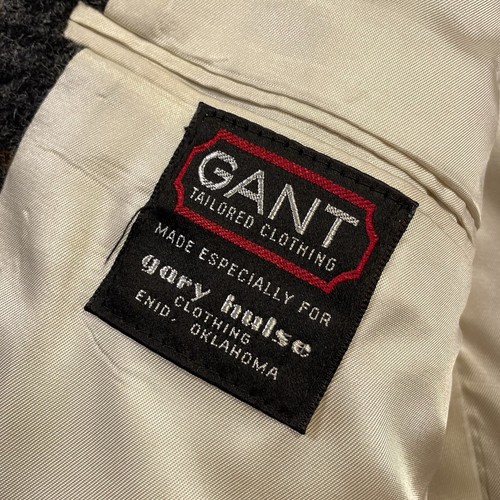 GANT
TAILORED CLOTHING
MADE ESPECIALLY FOR
gary hulse
CLOTHING
ENID, OKLAHOMA